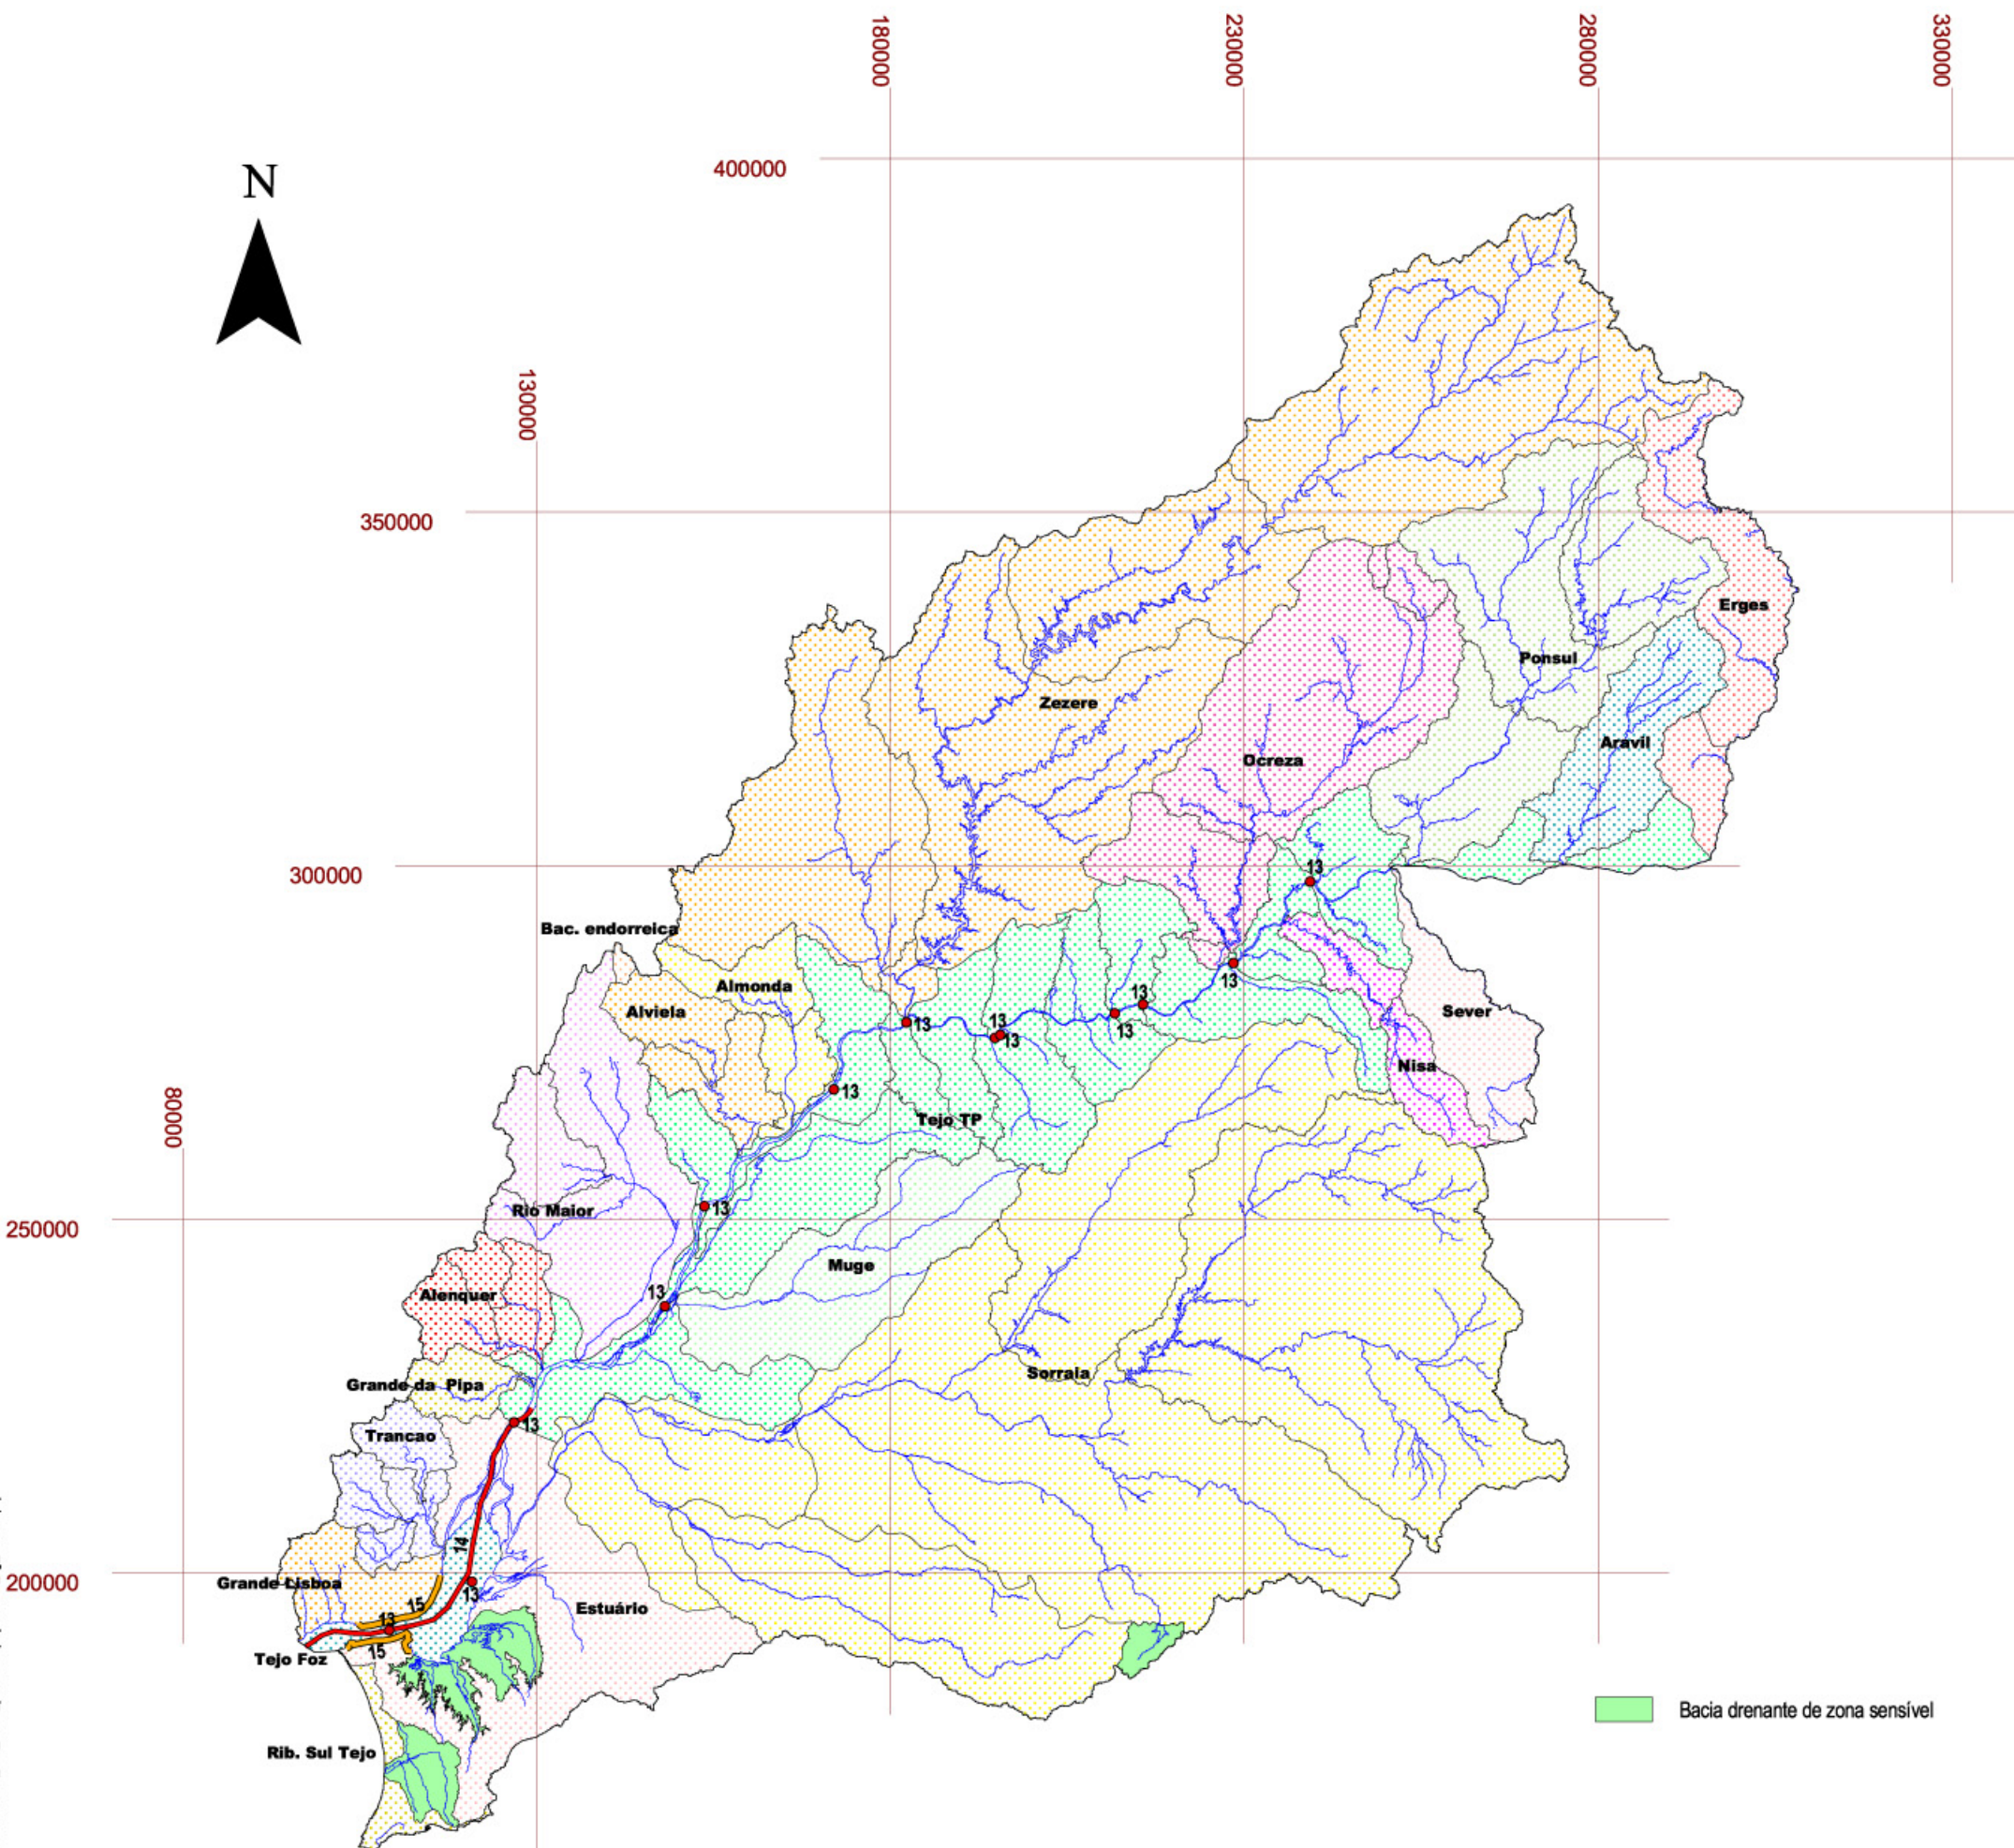 180000
230000
280000
330000
400000
N
130000
350000
Erges
Ponsul
Zezere
Aravil
Ocreza
13
300000
Bac. endorreica
13
Almonda
13
Alviela
13
13
13
13
Sever
13
Nisa
13
80000
Tejo TP
13
Rio Maior
250000
Muge
13
Alenquer
Sorraia
Grande da Pipa
13
Trancao
14
200000
Grande Lisboa
13
15
13
Estuário
15
Tejo Foz
Bacia drenante de zona sensível
Rib. Sul Tejo